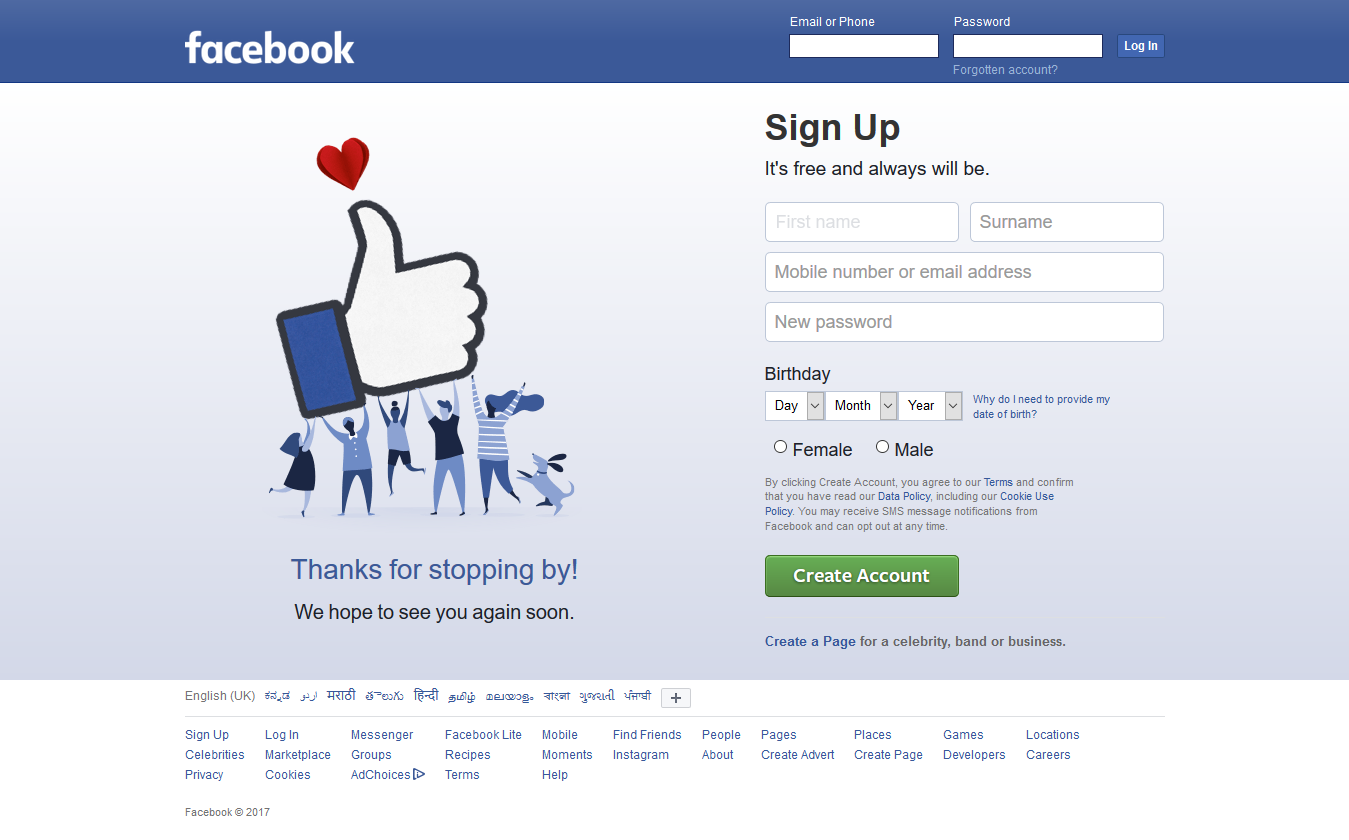 facebook
Email or Phone
Password
Log In
Forgotten account?
Sign Up
It's free and always will be.
First name
Surname
Mobile number or email address
New password
Birthday
Day Month Year
Why do I need to provide my
date of birth?
Female Male
By clicking Create Account, you agree to our Terms and confirm
that you have read our Data Policy, including our Cookie Use
Policy. You may receive SMS message notifications from
Facebook and can opt out at any time.
Create Account
Create a Page for a celebrity, band or business.
Thanks for stopping by!
We hope to see you again soon.
English (UK) ಕನ್ನಡ اردو मराठी తెలుగు हिन्दी தமிழ் മലയാളം বাংলা ગુજરાતી ਪੰਜਾਬੀ +
Sign Up Log In Messenger Facebook Lite Mobile Find Friends People Pages Places Games Locations
Celebrities Marketplace Groups Recipes Moments Instagram About Create Advert Create Page Developers Careers
Privacy Cookies AdChoices Terms Help
Facebook © 2017